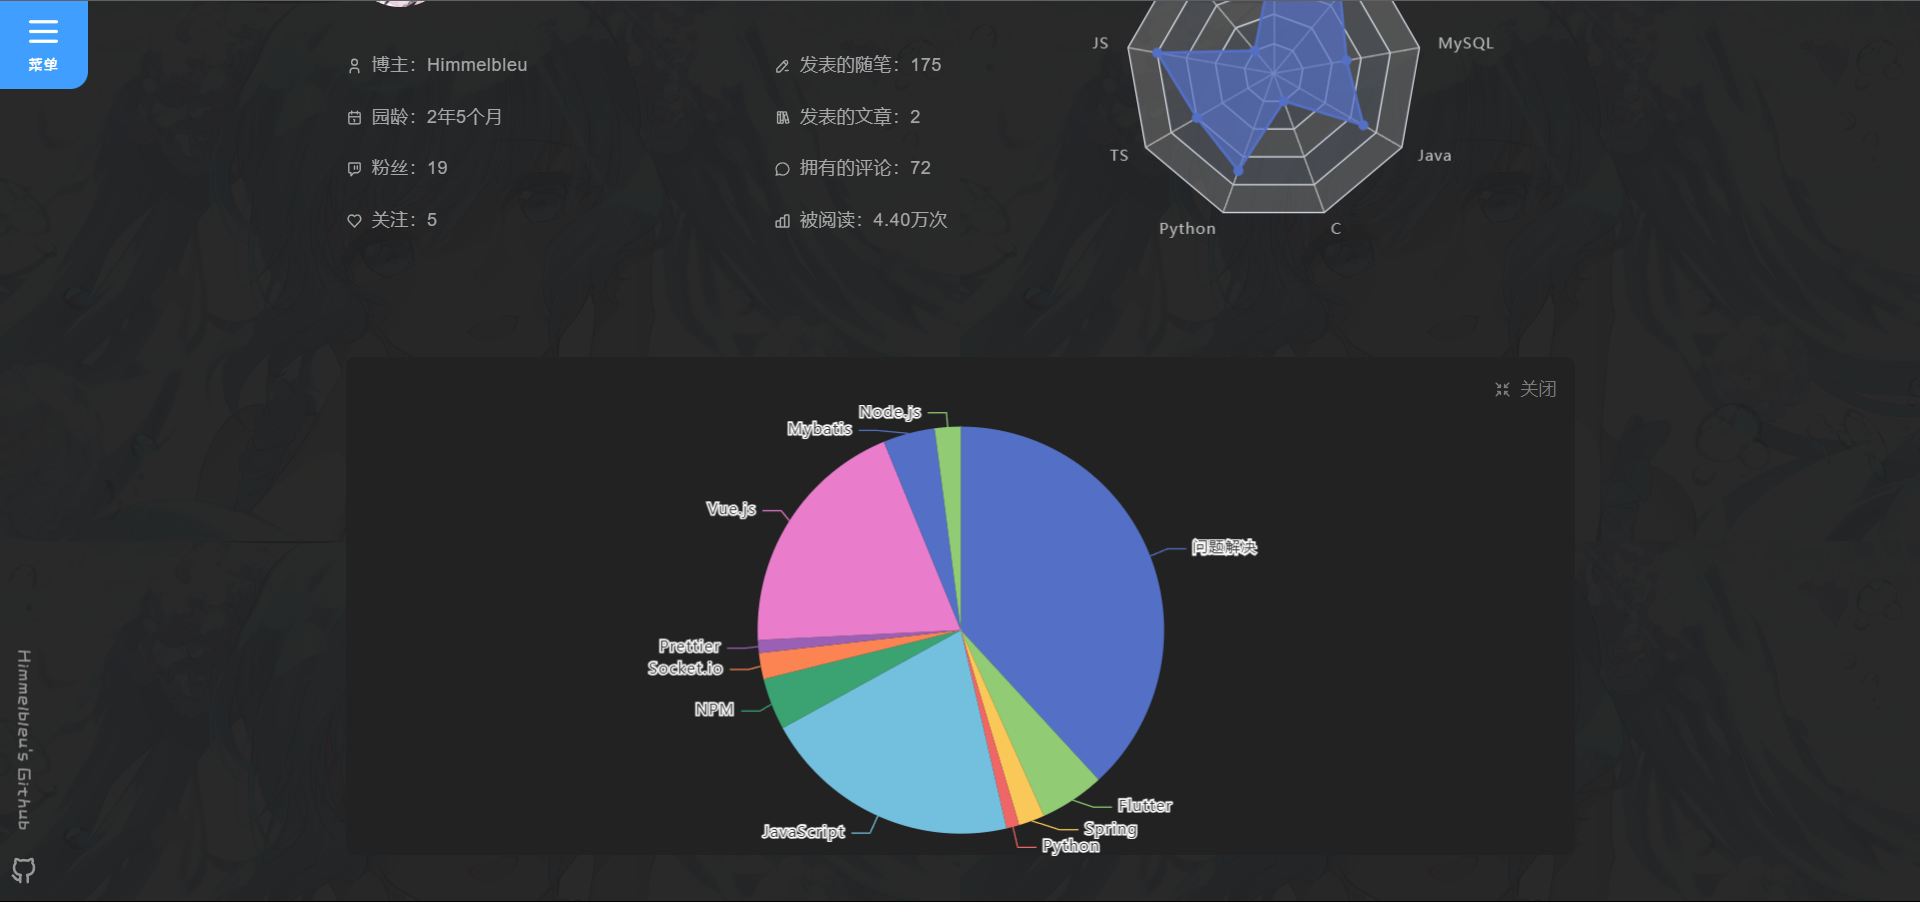 菜单
博主：Himmelbleu
园龄：2年5个月
粉丝：19
关注：5
发表的随笔：175
发表的文章：2
拥有的评论：72
被阅读：4.40万次
JS
MySQL
TS
Java
Python
C
关闭
Node.js
Mybatis
Vue.js
问题解决
Prettier
Socket.io
NPM
JavaScript
Flutter
Spring
Python
Himmelbleu's Github